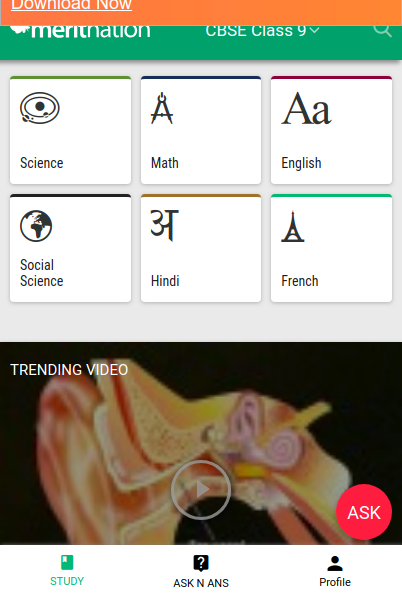 Download Now
meritnation
CBSE Class 9
Science
Math
Aa
English
Social
Science
अ
Hindi
French
TRENDING VIDEO
ASK
STUDY
?
ASK N ANS
Profile